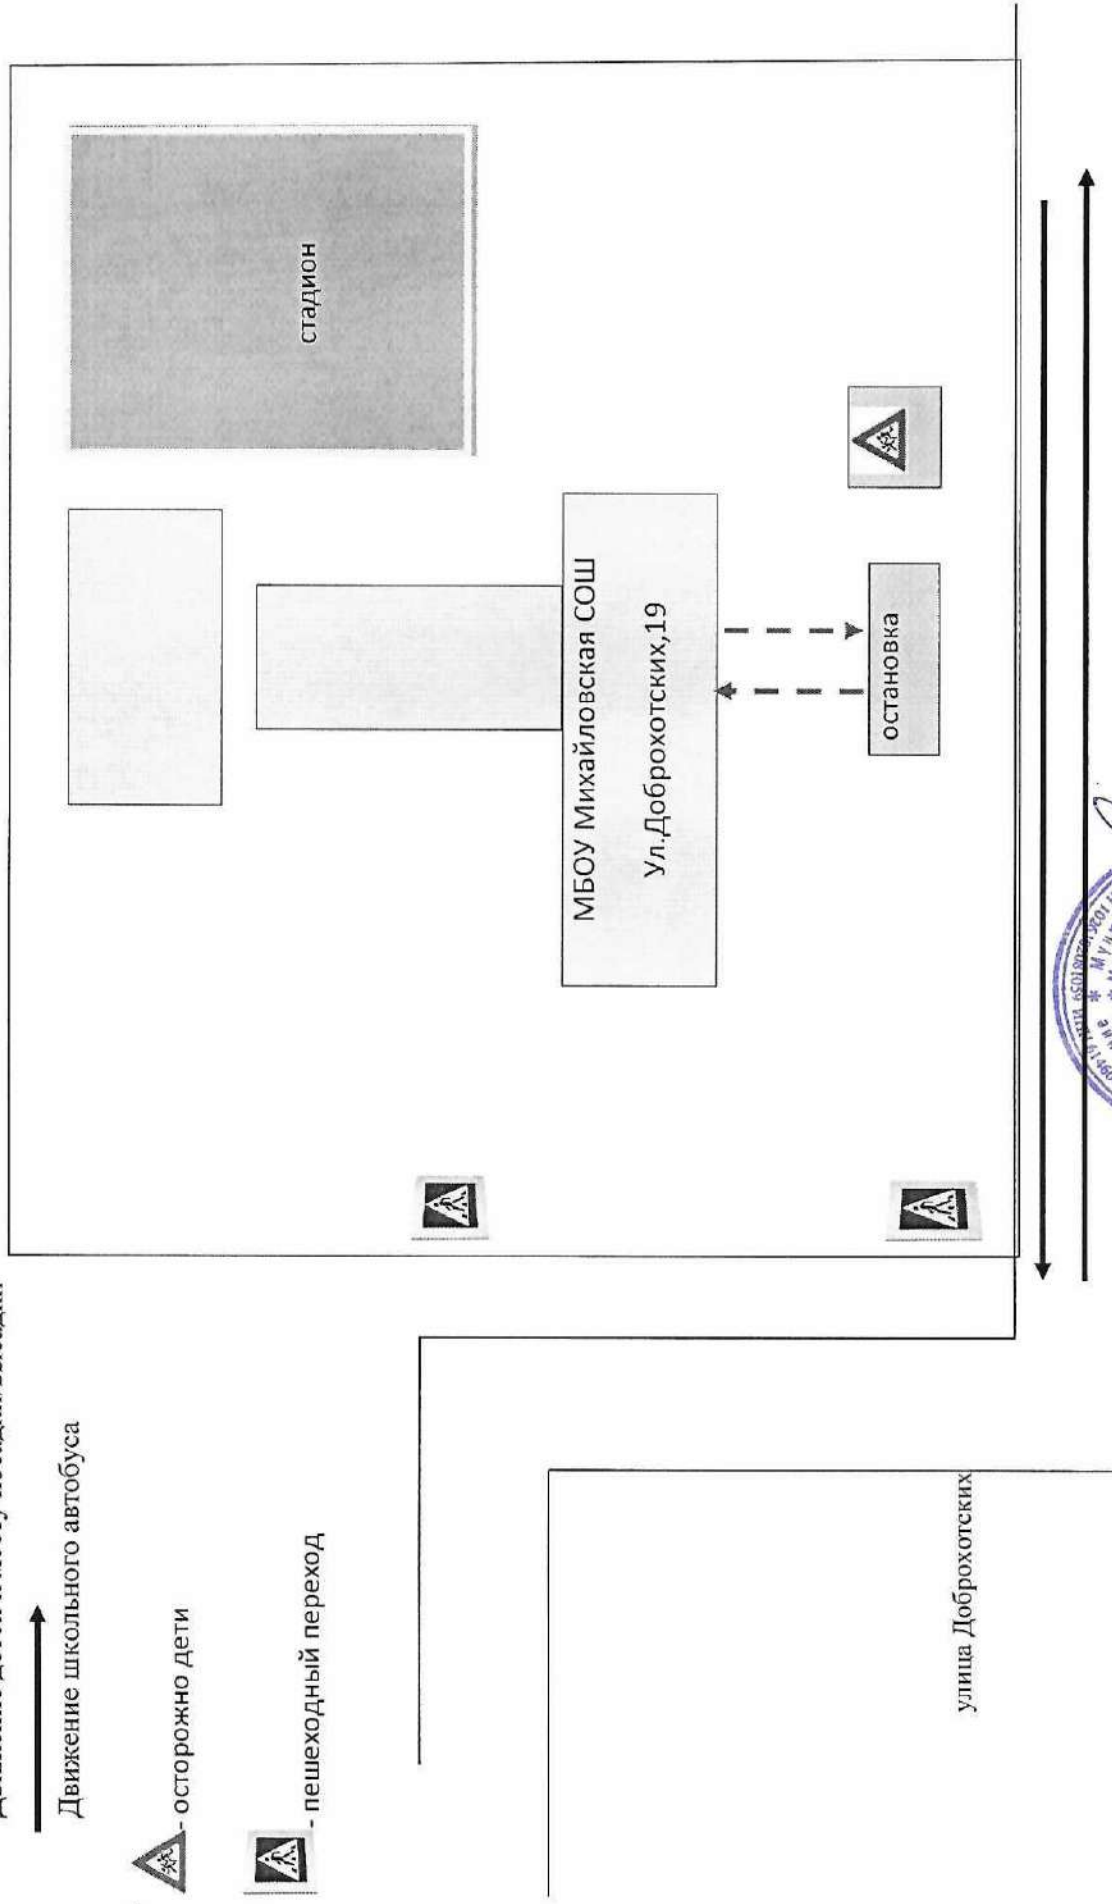 Движение школьного автобуса
- осторожно дети
- пешеходный переход
стадион
МБОУ Михайловская СОШ
Ул.Доброхотских,19
остановка
улица Доброхотских